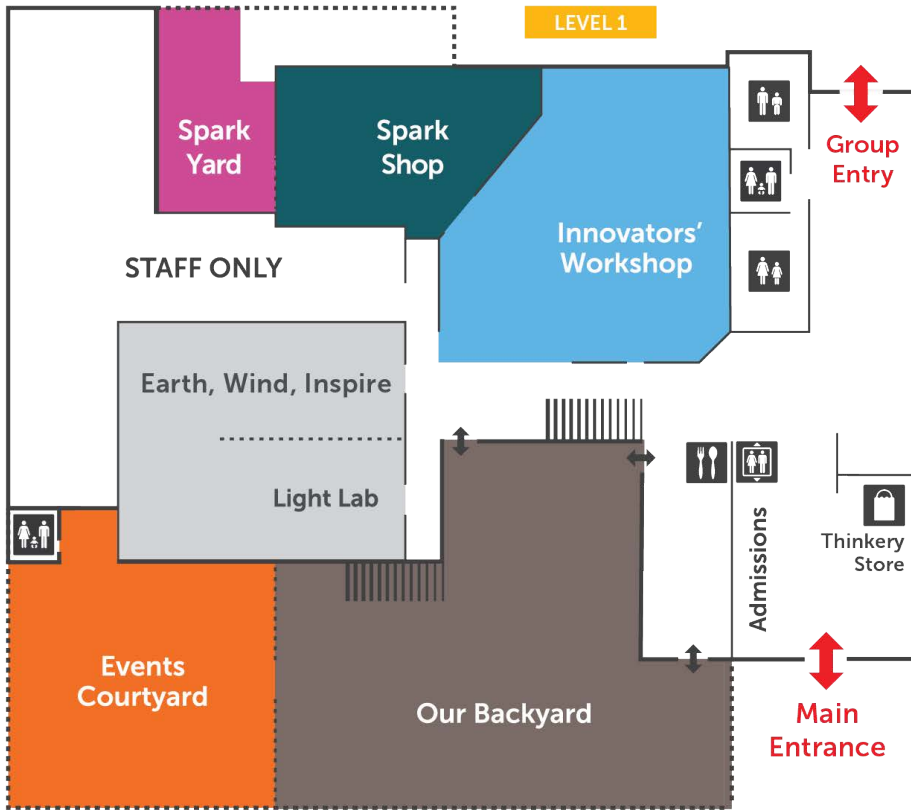 LEVEL 1
Spark
Yard
Spark
Shop
Group
Entry
Innovators’
Workshop
STAFF ONLY
Earth, Wind, Inspire
Light Lab
Admissions
Thinkery
Store
Events
Courtyard
Our Backyard
Main
Entrance